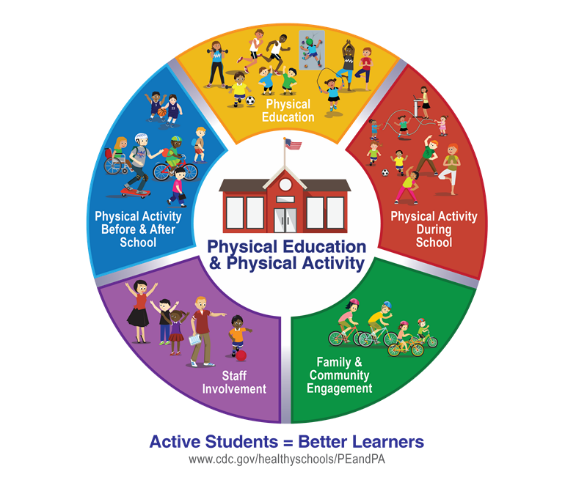 Physical
Education
Physical Activity
Before & After
School
Physical Activity
During
School
Physical Education
& Physical Activity
Staff
Involvement
Family &
Community
Engagement
Active Students = Better Learners
www.cdc.gov/healthyschools/PEandPA